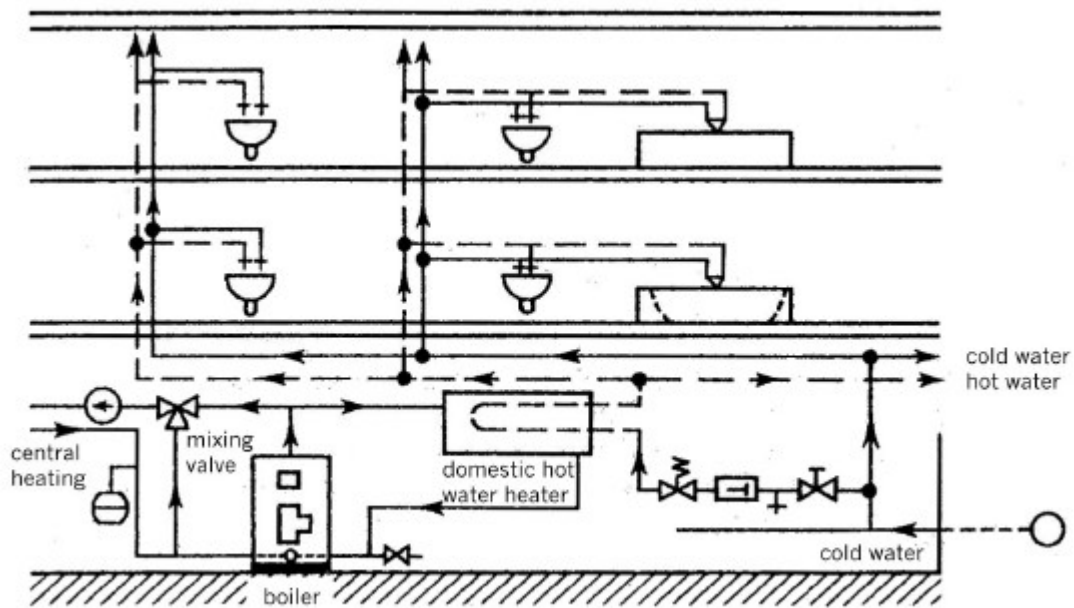 cold water
hot water
mixing
valve
central
heating
domestic hot
water heater
cold water
boiler